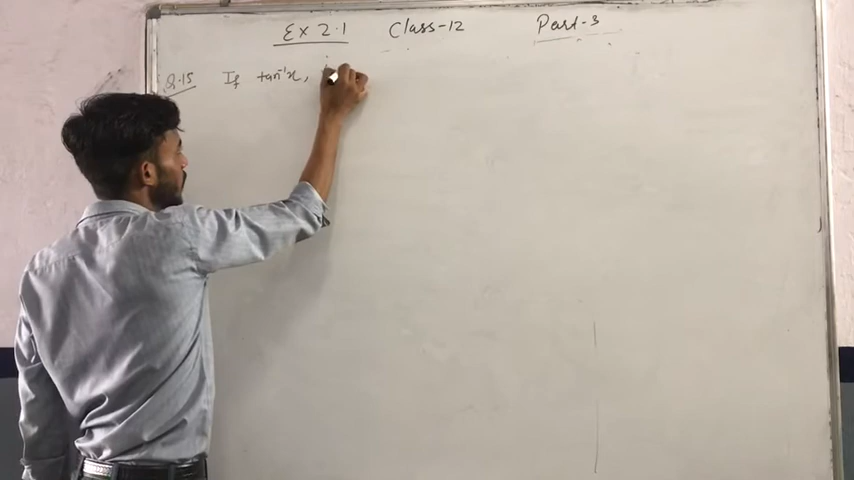 Ex 2.1 Class-12 Part-3
Q.15 If tan⁻¹x,